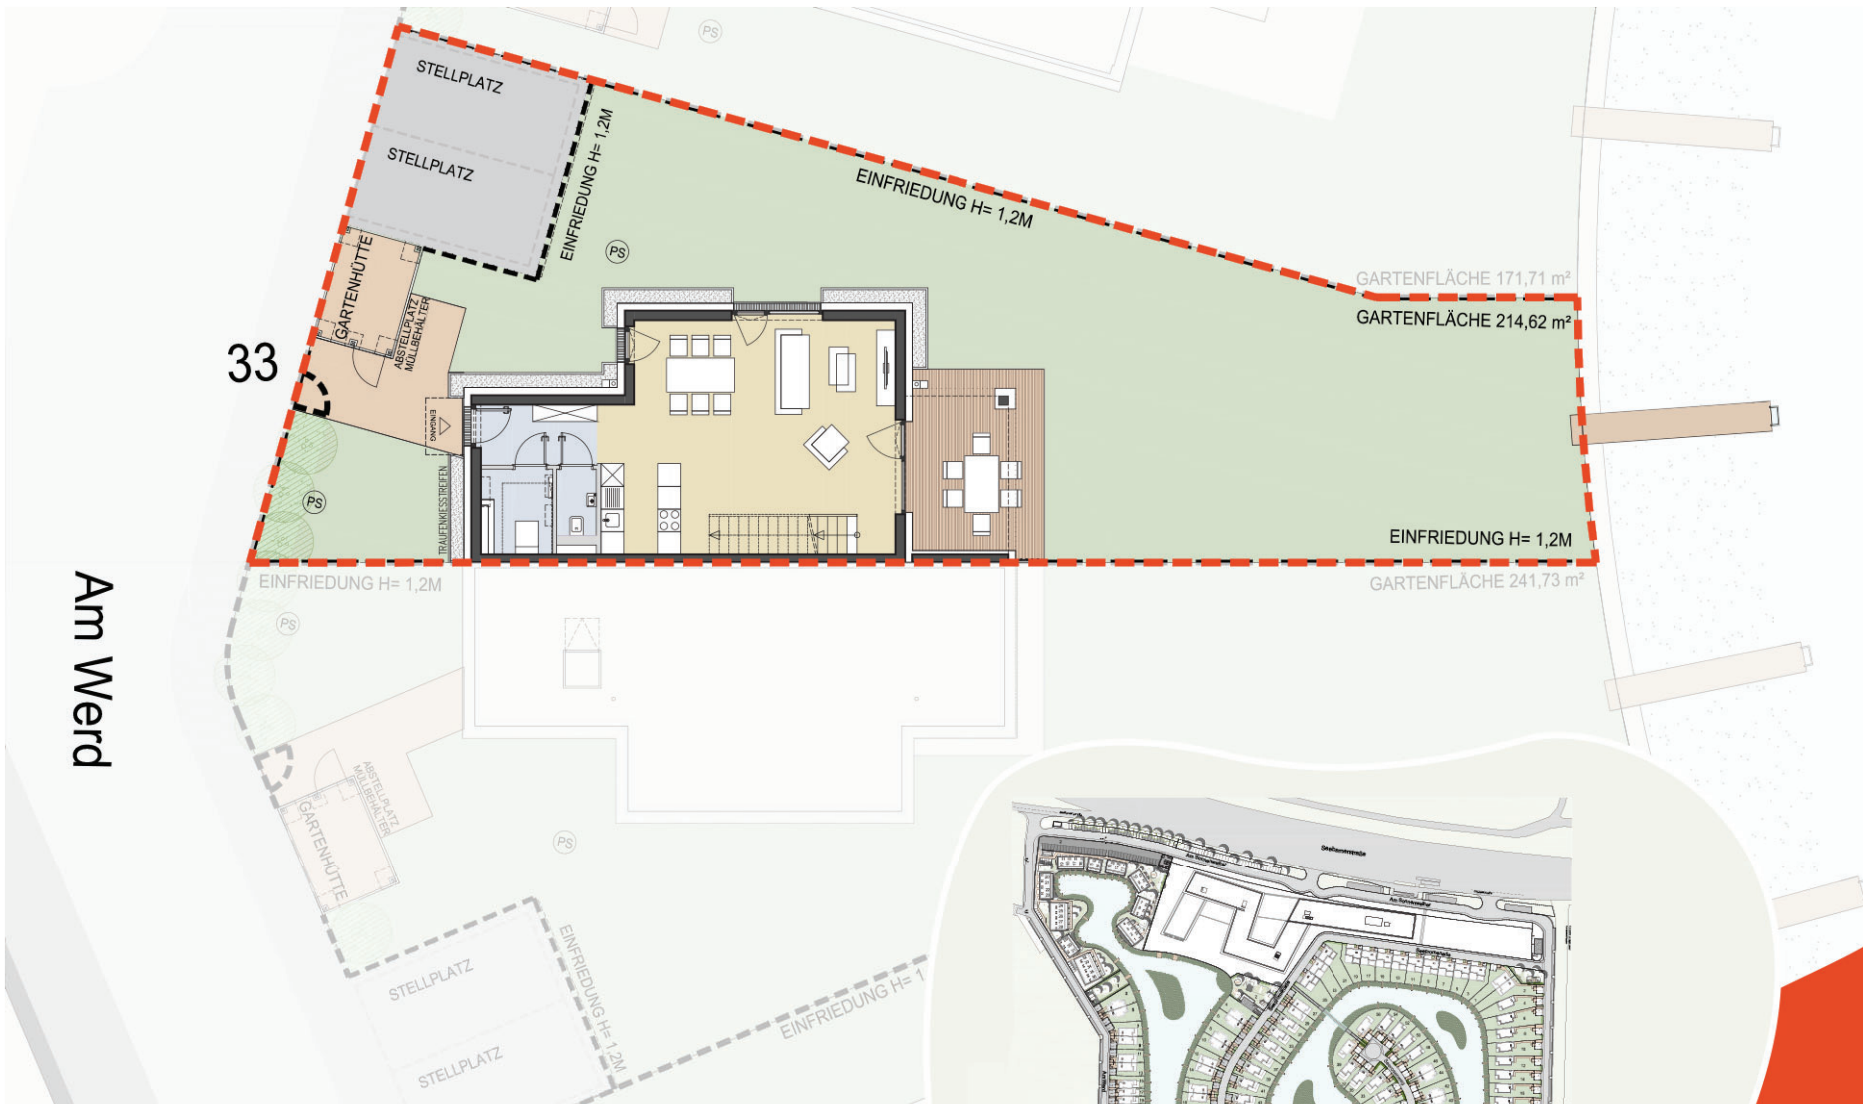 PS
STELLPLATZ
STELLPLATZ
EINFRIEDUNG H= 1,2M
EINFRIEDUNG H= 1,2M
PS
GARTENHÜTTE
ABSTELLPLATZ
MÜLLBEHÄLTER
33
EINGANG
GARTENFLÄCHE 171,71 m²
GARTENFLÄCHE 214,62 m²
PS
TRAUFENKIESSTREIFEN
EINFRIEDUNG H= 1,2M
EINFRIEDUNG H= 1,2M
GARTENFLÄCHE 241,73 m²
PS
Am Werd
ABSTELLPLATZ
MÜLLBEHÄLTER
GARTENHÜTTE
PS
STELLPLATZ
STELLPLATZ
EINFRIEDUNG H= 1,2M
EINFRIEDUNG H= 1